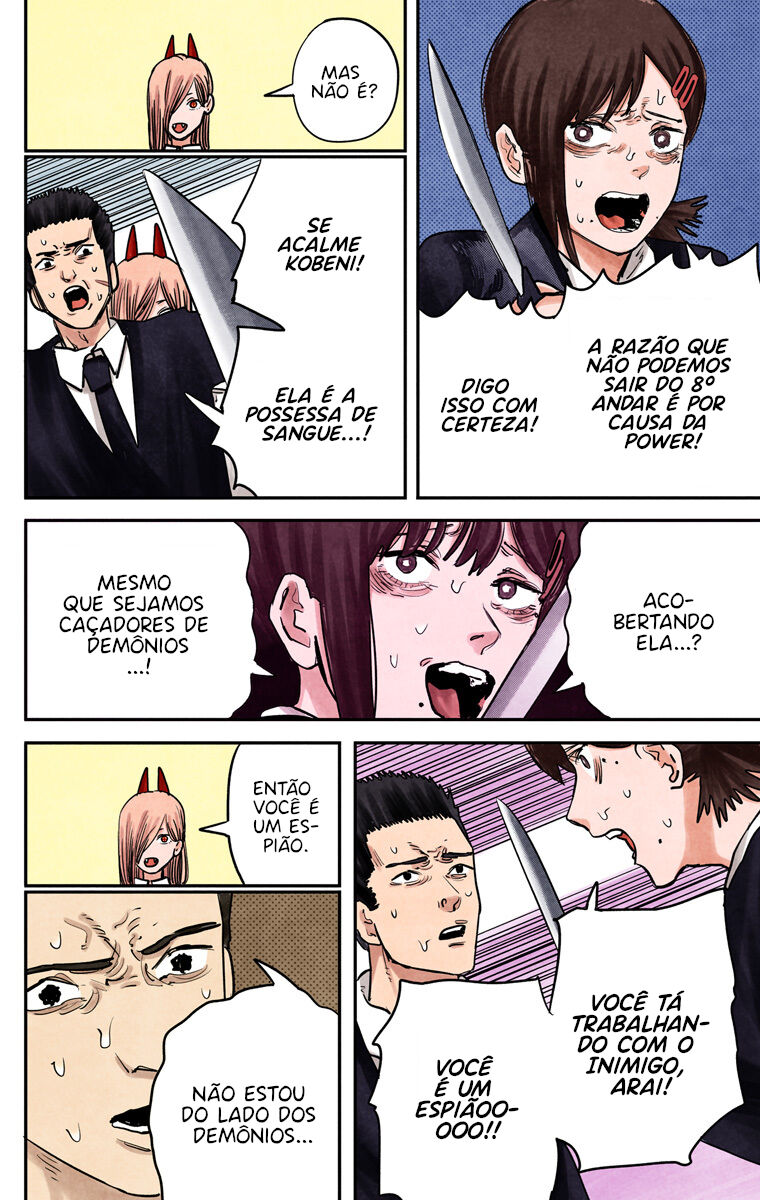 A RAZÃO QUE
NÃO PODEMOS
SAIR DO 8º
ANDAR É POR
CAUSA DA
POWER!
DIGO
ISSO COM
CERTEZA!
MAS
NÃO É?
SE
ACALME
KOBENI!
ELA É A
POSSESSA DE
SANGUE...!
ACO-
BERTANDO
ELA...?
MESMO
QUE SEJAMOS
CAÇADORES DE
DEMÔNIOS
...!
VOCÊ TÁ
TRABALHAN-
DO COM O
INIMIGO,
ARAI!
VOCÊ
É UM
ESPIÃOO-
OOO!!
ENTÃO
VOCÊ É
UM ES-
PIÃO.
NÃO ESTOU
DO LADO DOS
DEMÔNIOS...